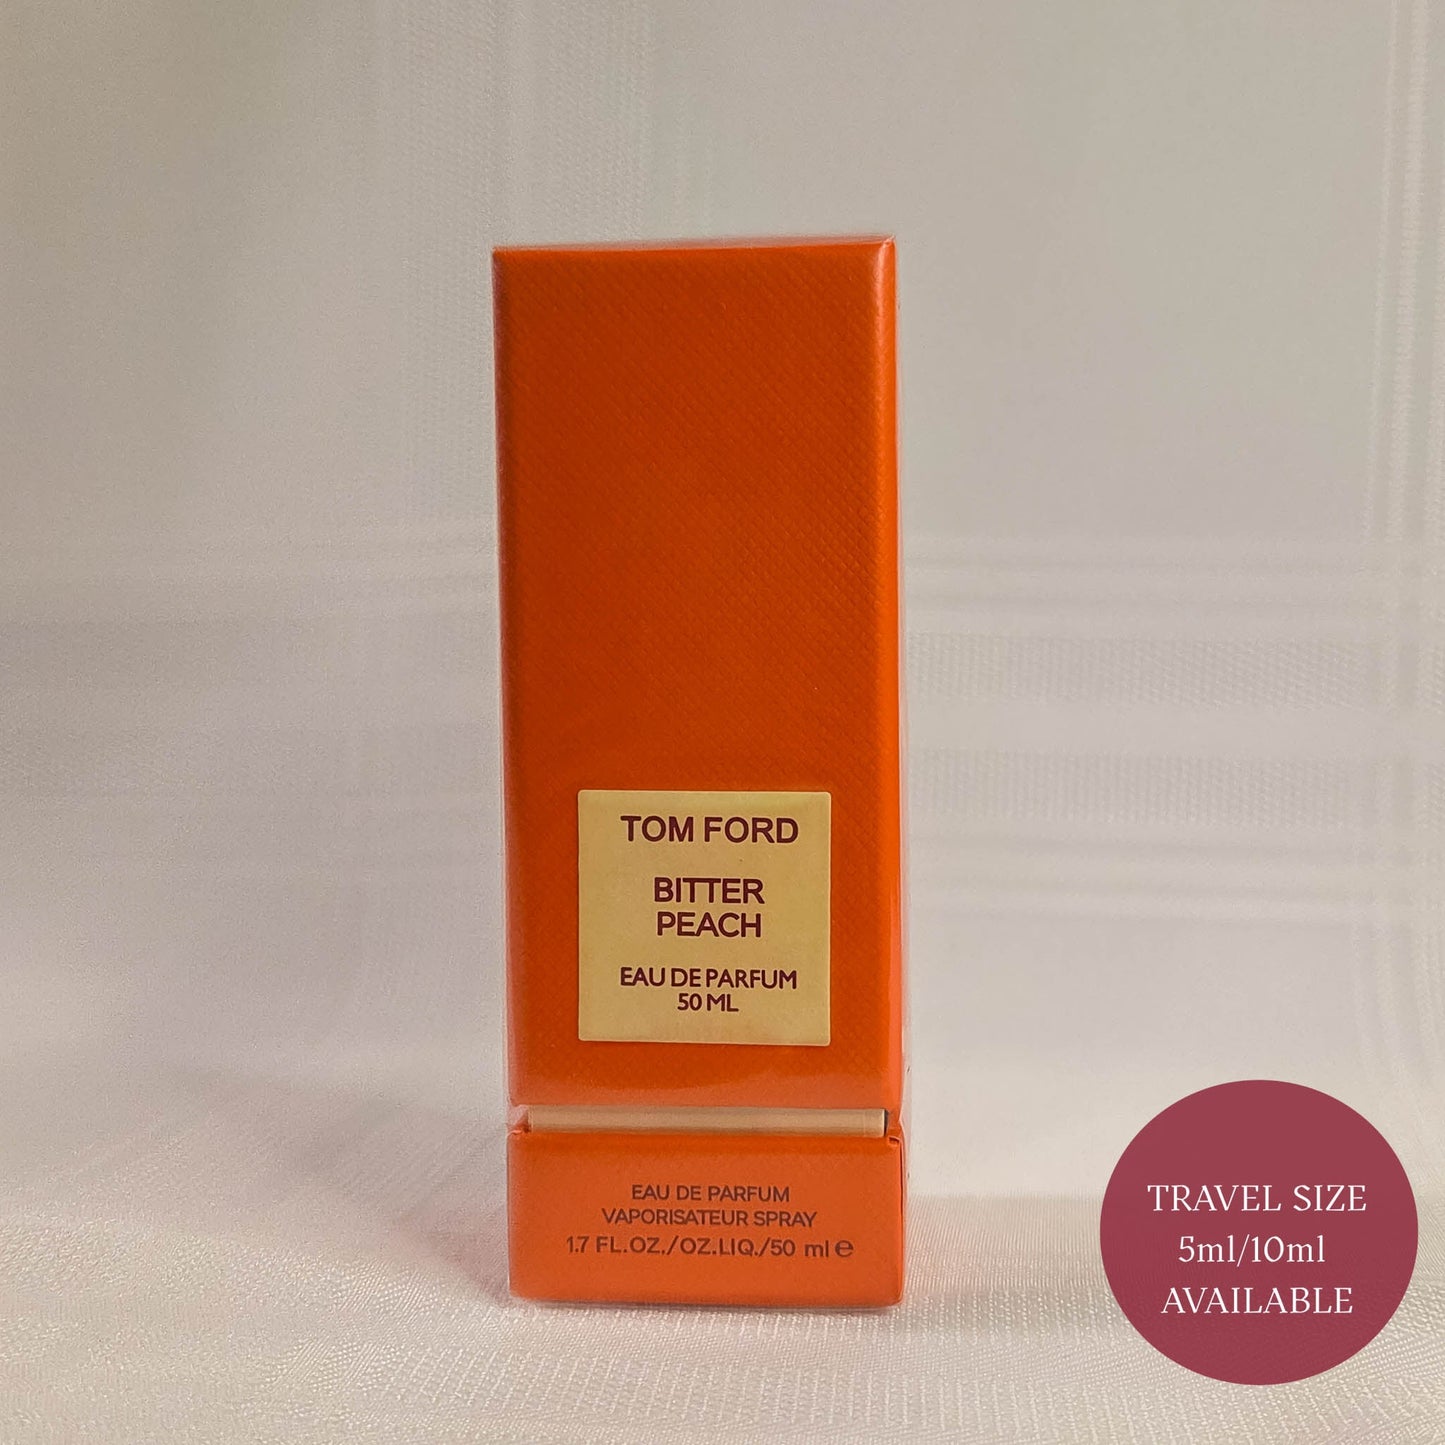 TOM FORD
BITTER
PEACH
EAU DE PARFUM
50 ML
EAU DE PARFUM
VAPORISATEUR SPRAY
1.7 FL.OZ./OZ.LIQ./50 ml ℮
TRAVEL SIZE
5ml/10ml
AVAILABLE